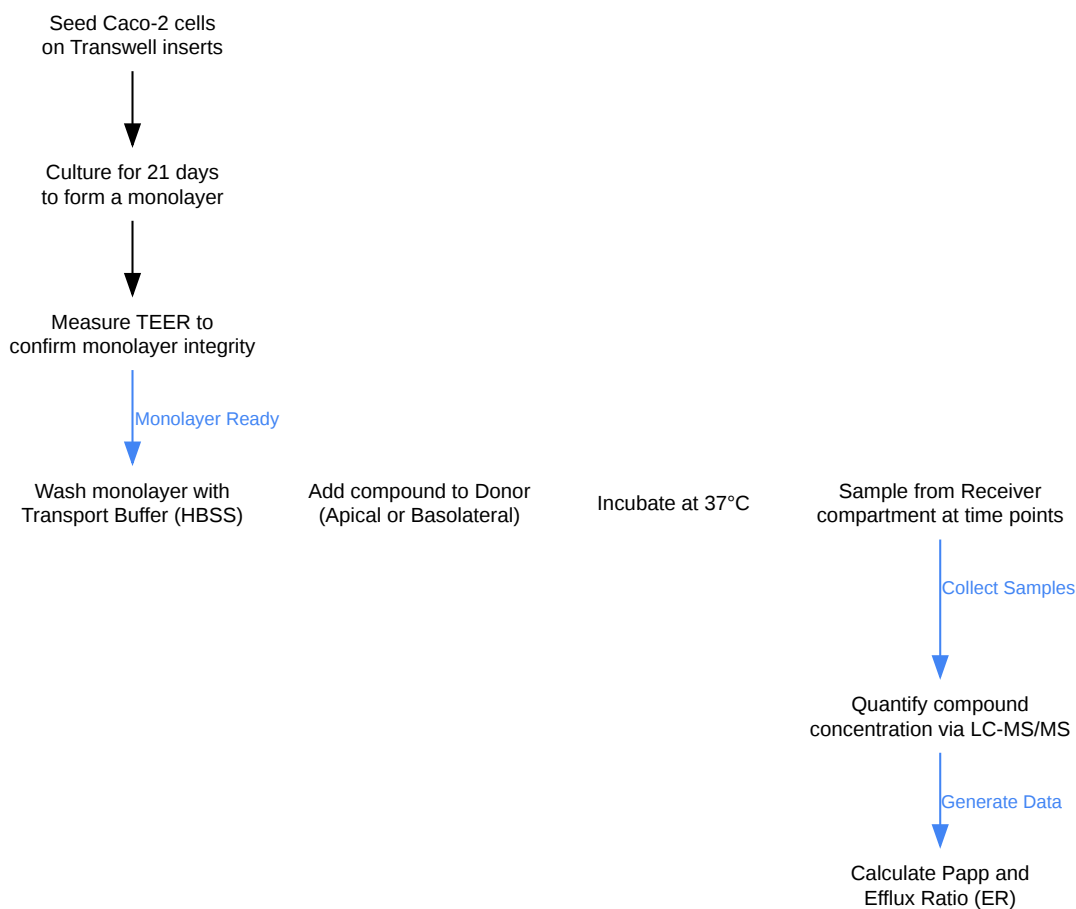 Seed Caco-2 cells
on Transwell inserts
Culture for 21 days
to form a monolayer
Measure TEER to
confirm monolayer integrity
Monolayer Ready
Wash monolayer with
Transport Buffer (HBSS)
Add compound to Donor
(Apical or Basolateral)
Incubate at 37°C
Sample from Receiver
compartment at time points
Collect Samples
Quantify compound
concentration via LC-MS/MS
Generate Data
Calculate Papp and
Efflux Ratio (ER)